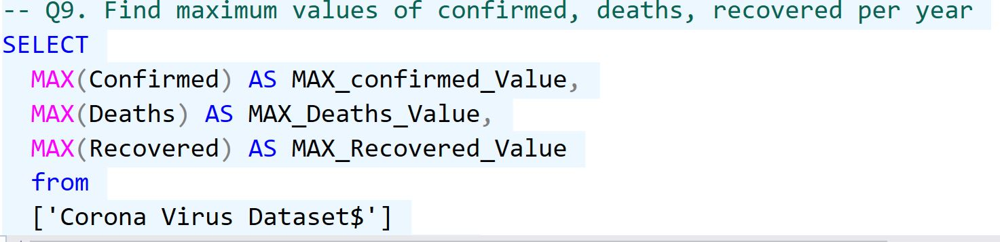 -- Q9. Find maximum values of confirmed, deaths, recovered per year
SELECT
MAX(Confirmed) AS MAX_confirmed_Value,
MAX(Deaths) AS MAX_Deaths_Value,
MAX(Recovered) AS MAX_Recovered_Value
from
['Corona Virus Dataset$']